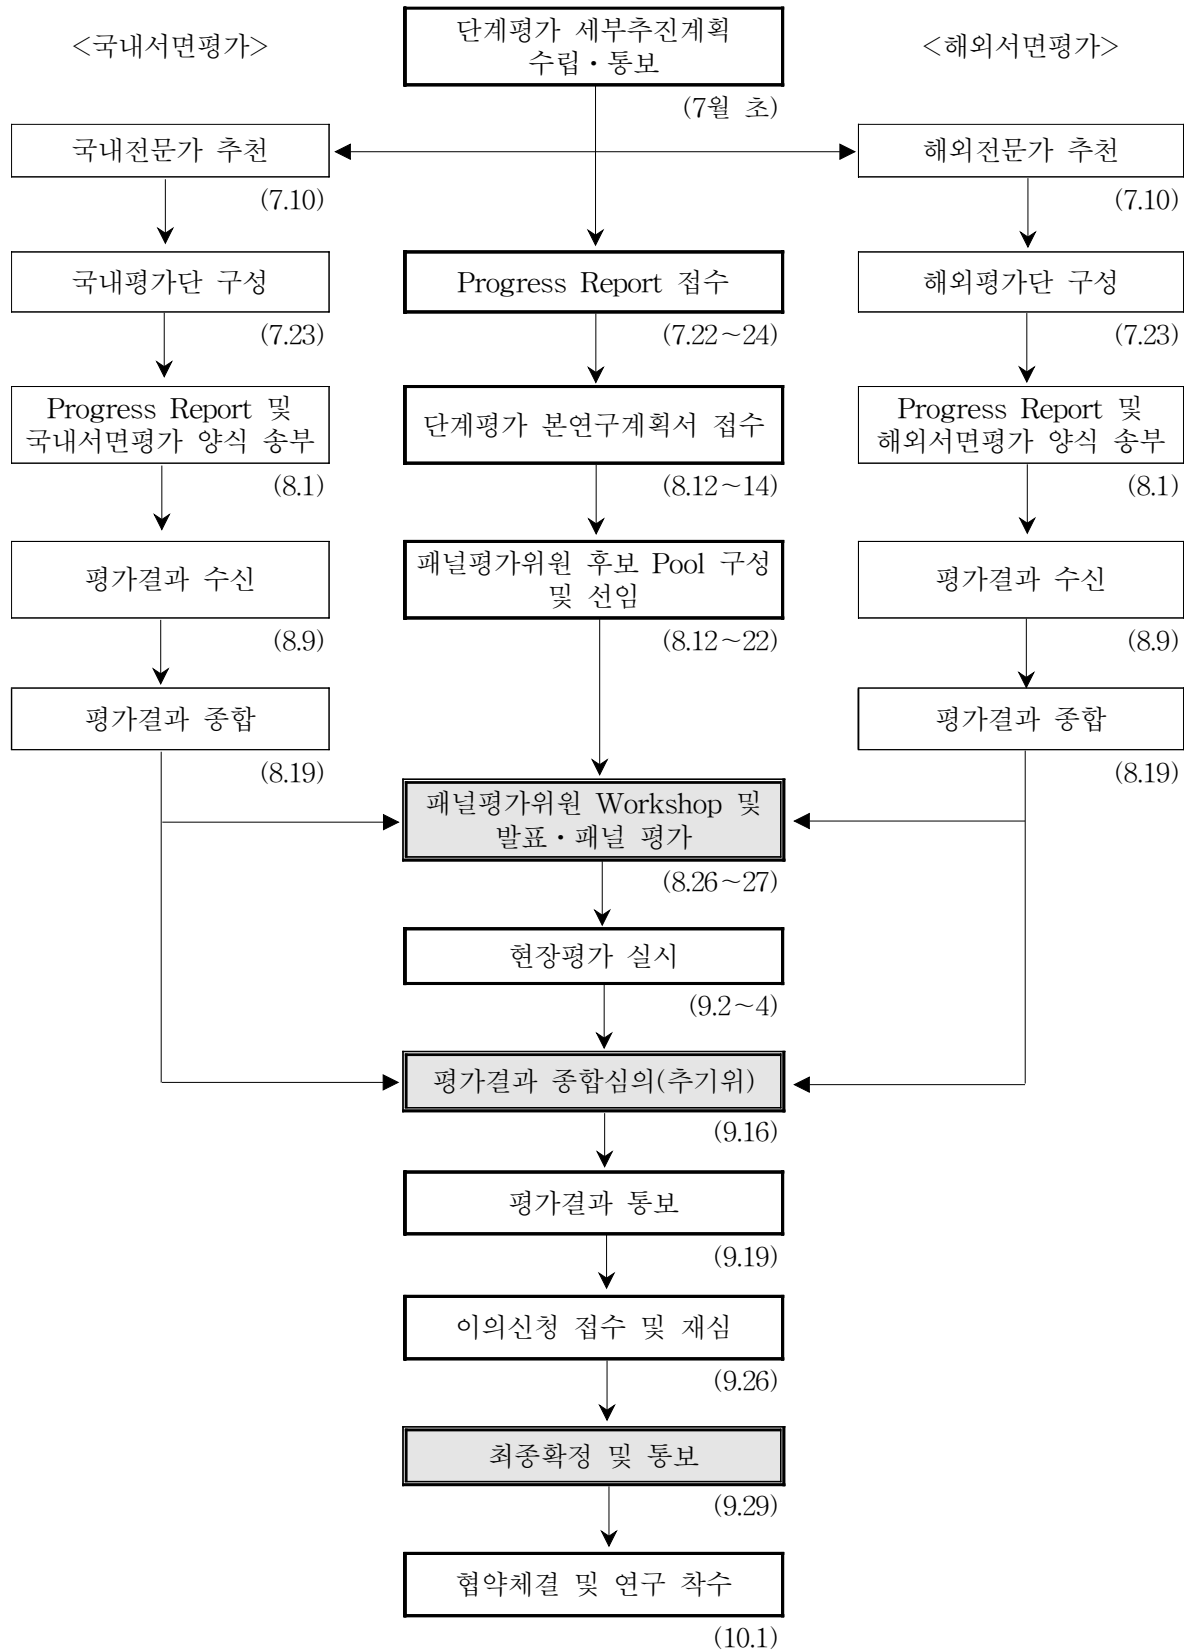 <국내서면평가>
단계평가 세부추진계획
수립・통보
<해외서면평가>
(7월 초)
국내전문가 추천
해외전문가 추천
(7.10)
(7.10)
국내평가단 구성
Progress Report 접수
해외평가단 구성
(7.23)
(7.22~24)
(7.23)
Progress Report 및
국내서면평가 양식 송부
단계평가 본연구계획서 접수
Progress Report 및
해외서면평가 양식 송부
(8.1)
(8.12~14)
(8.1)
평가결과 수신
패널평가위원 후보 Pool 구성
및 선임
평가결과 수신
(8.9)
(8.12~22)
(8.9)
평가결과 종합
평가결과 종합
(8.19)
(8.19)
패널평가위원 Workshop 및
발표・패널 평가
(8.26~27)
현장평가 실시
(9.2~4)
평가결과 종합심의(추기위)
(9.16)
평가결과 통보
(9.19)
이의신청 접수 및 재심
(9.26)
최종확정 및 통보
(9.29)
협약체결 및 연구 착수
(10.1)